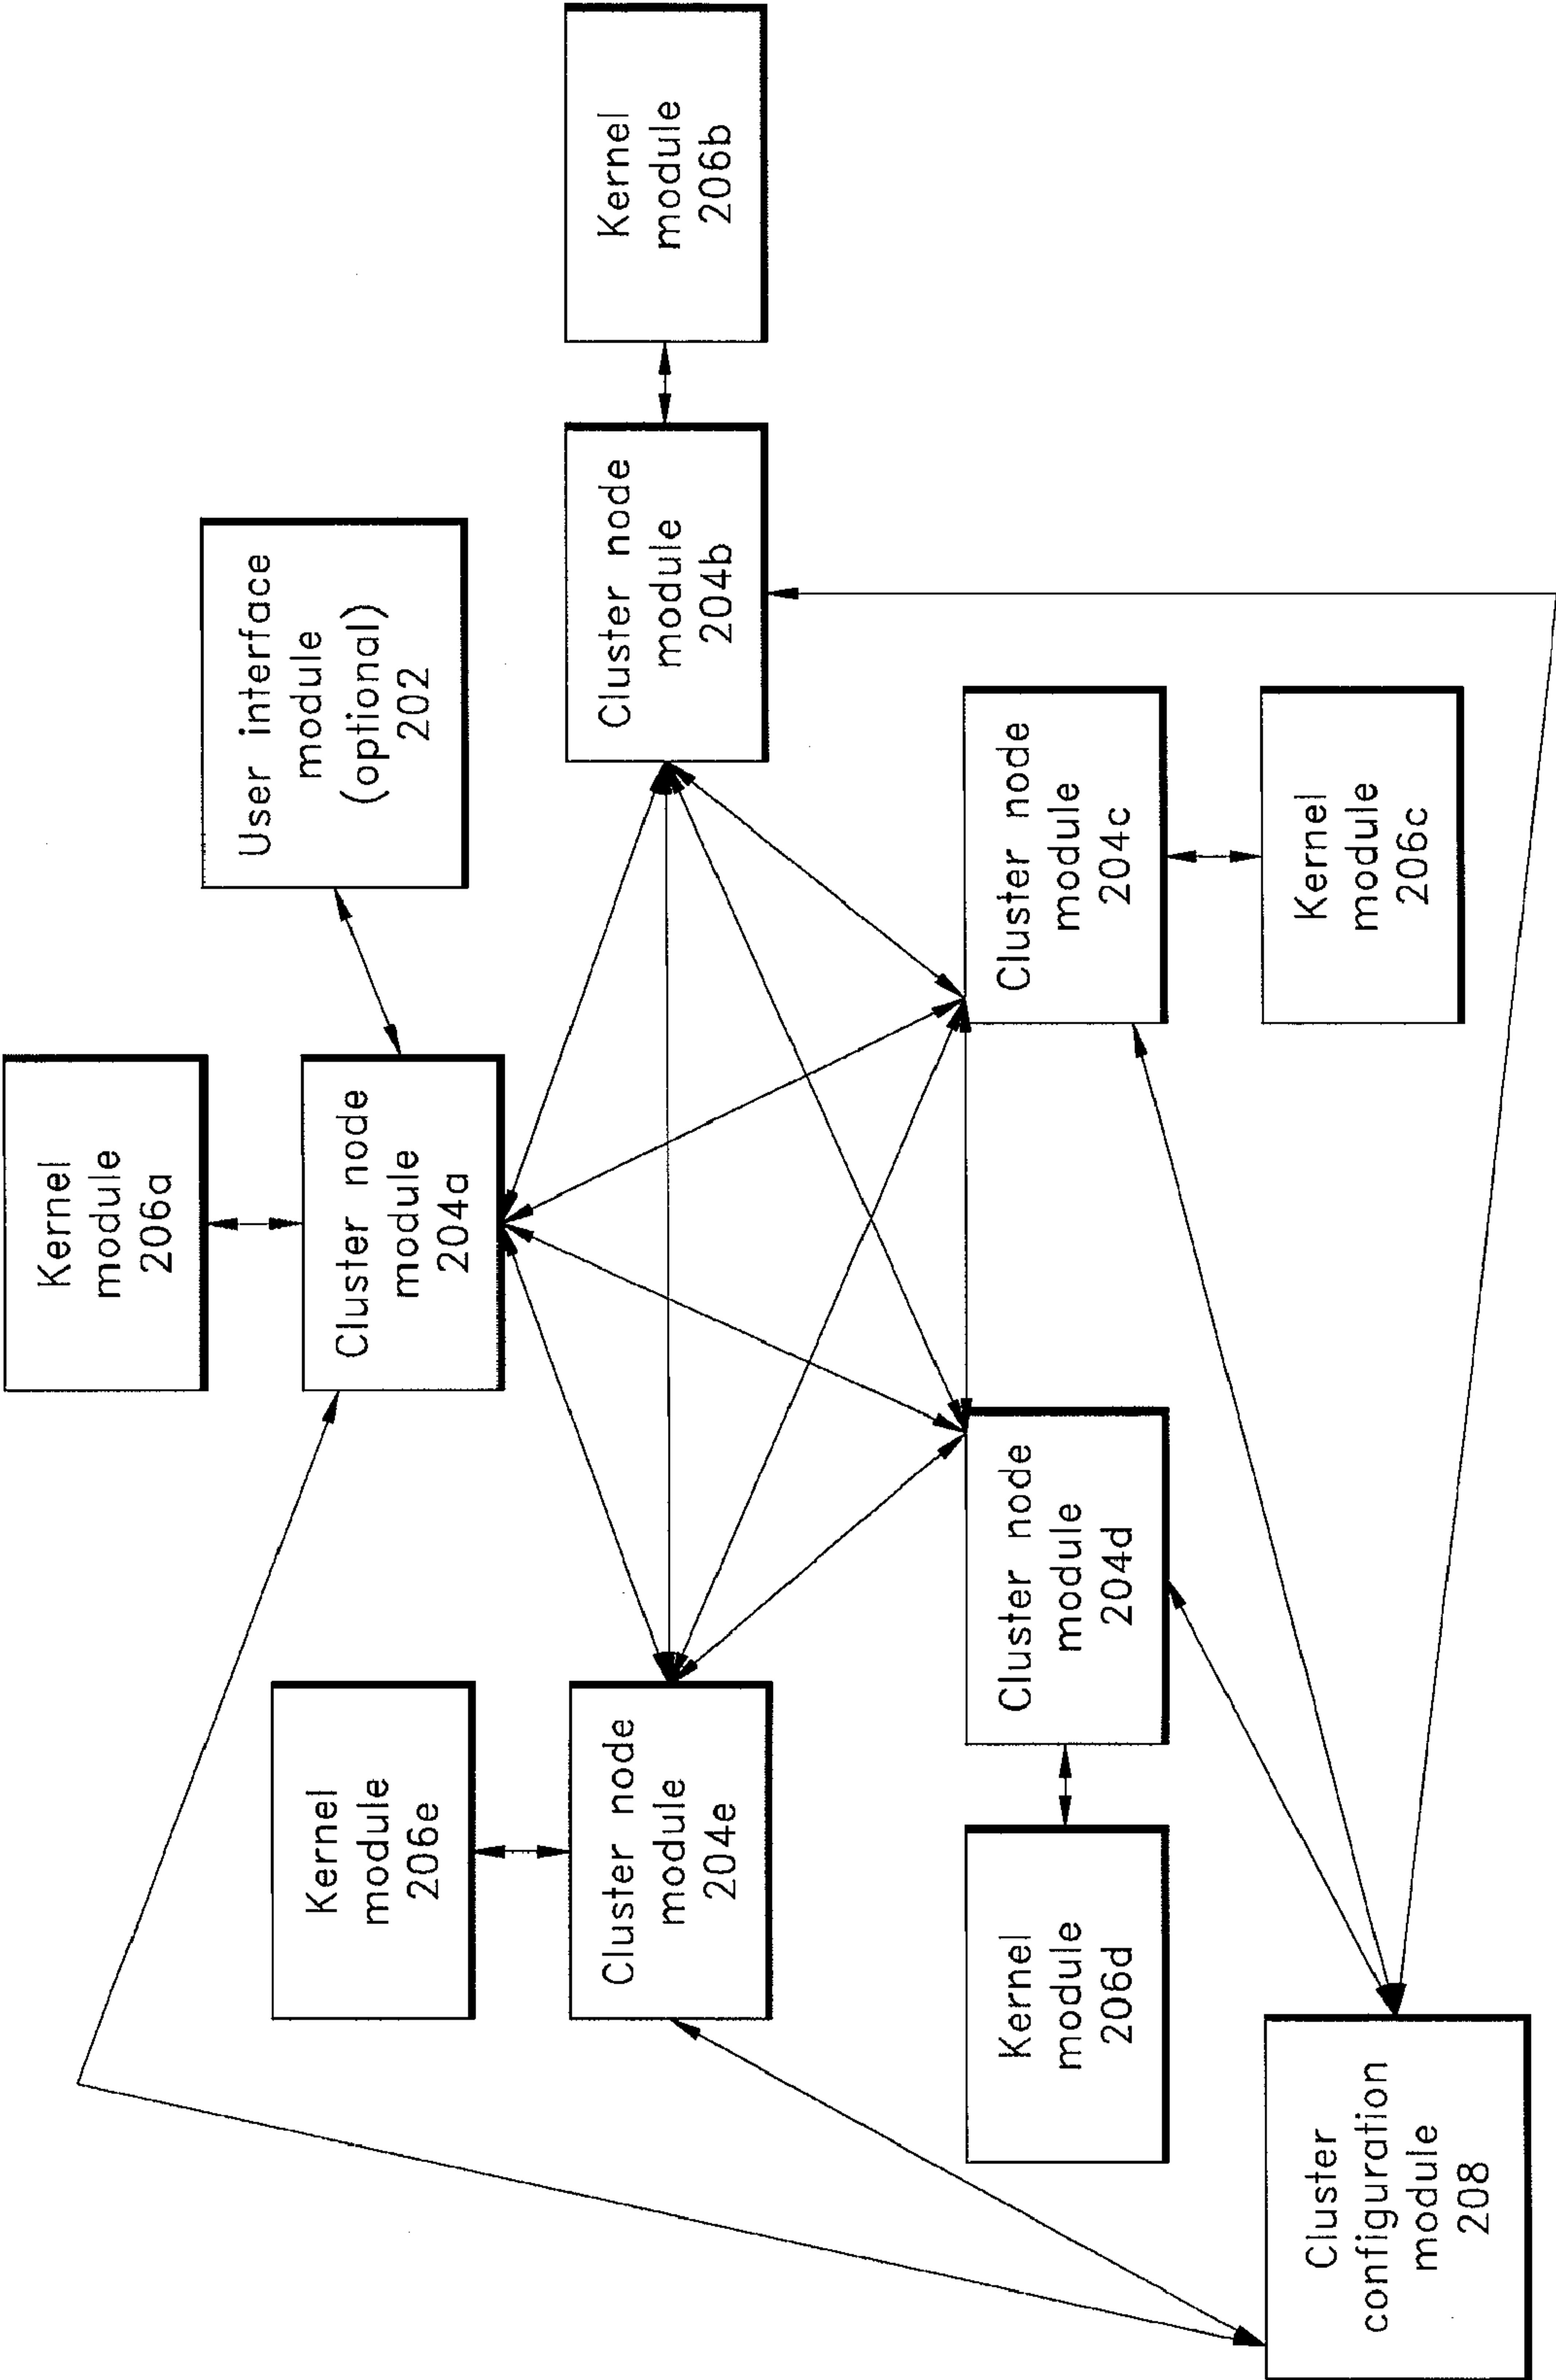 Kernel
module
206a
User interface
module
(optional)
202
Kernel
module
206e
Cluster node
module
204a
Cluster node
module
204e
Cluster node
module
204b
Kernel
module
206b
Kernel
module
206d
Cluster node
module
204d
Cluster node
module
204c
Cluster
configuration
module
208
Kernel
module
206c